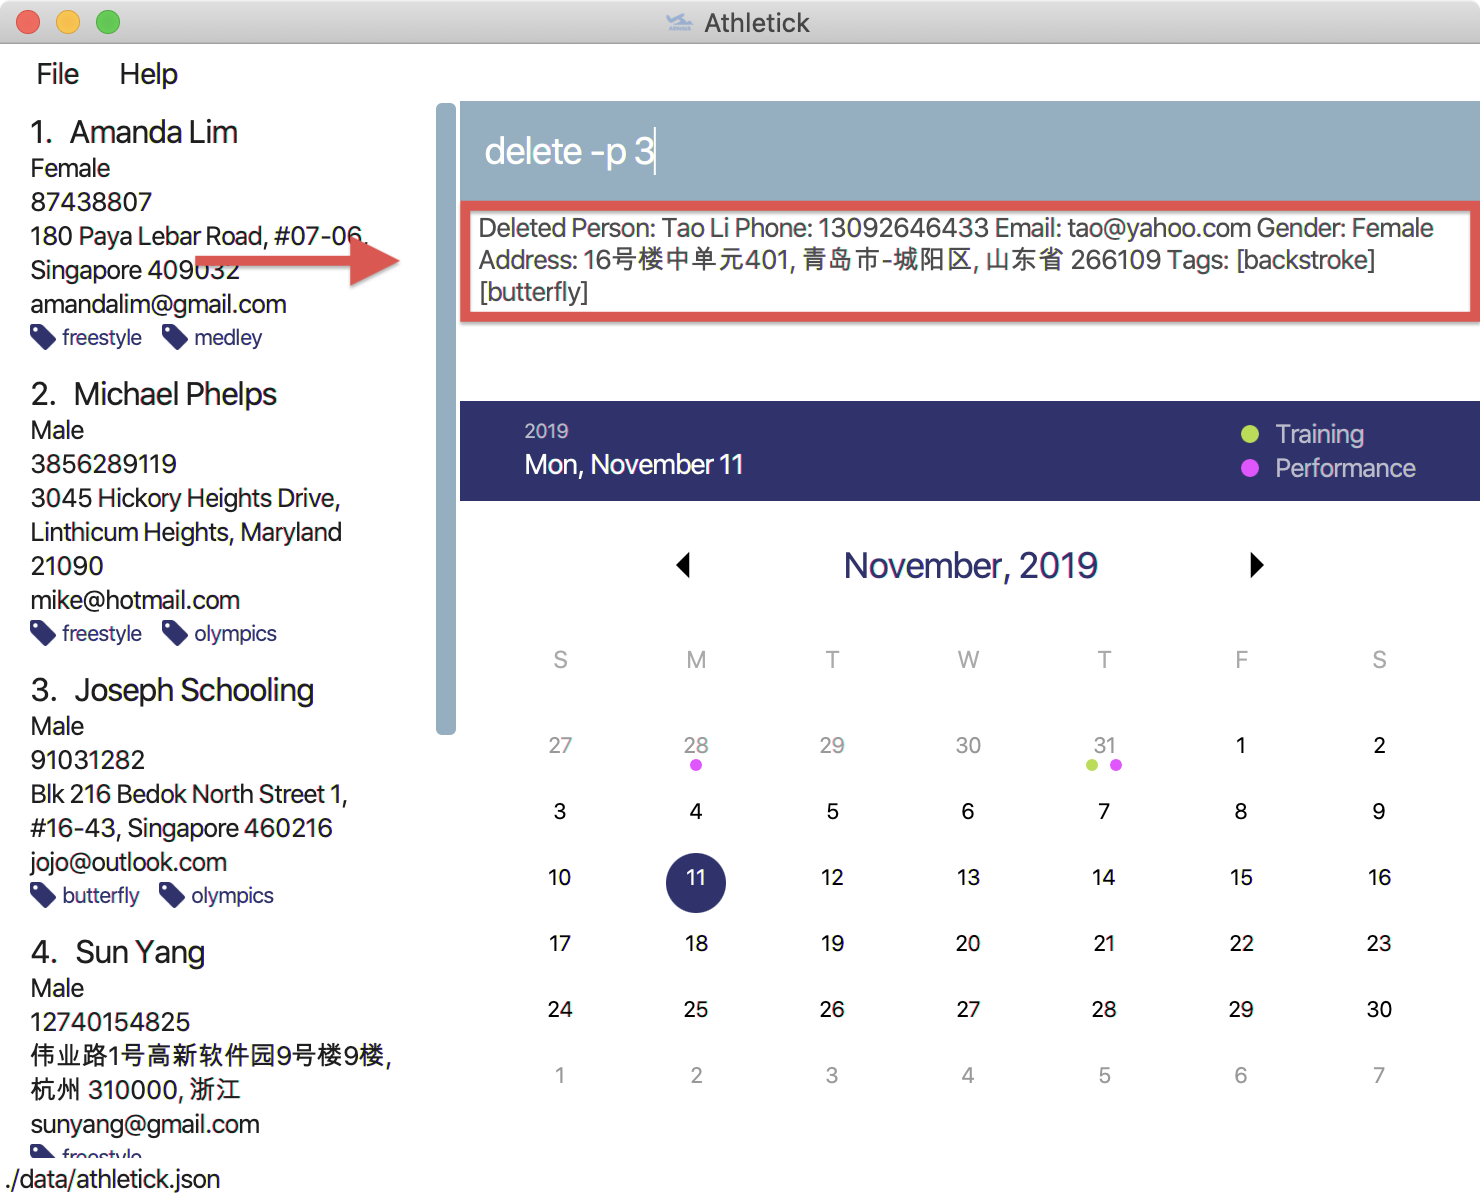 Athletick
File Help
1. Amanda Lim
Female
87438807
180 Paya Lebar Road, #07-06,
Singapore 409032
amandalim@gmail.com
freestyle medley
2. Michael Phelps
Male
3856289119
3045 Hickory Heights Drive,
Linthicum Heights, Maryland
21090
mike@hotmail.com
freestyle olympics
3. Joseph Schooling
Male
91031282
Blk 216 Bedok North Street 1,
#16-43, Singapore 460216
jojo@outlook.com
butterfly olympics
4. Sun Yang
Male
12740154825
伟业路1号高新软件园9号楼9楼,
杭州 310000, 浙江
sunyang@gmail.com
freestyle
./data/athletick.json
delete -p 3
Deleted Person: Tao Li Phone: 13092646433 Email: tao@yahoo.com Gender: Female
Address: 16号楼中单元401, 青岛市-城阳区, 山东省 266109 Tags: [backstroke]
[butterfly]
2019
Mon, November 11
Training
Performance
November, 2019
S M T W T F S
27 28 29 30 31 1 2
3 4 5 6 7 8 9
10 11 12 13 14 15 16
17 18 19 20 21 22 23
24 25 26 27 28 29 30
1 2 3 4 5 6 7